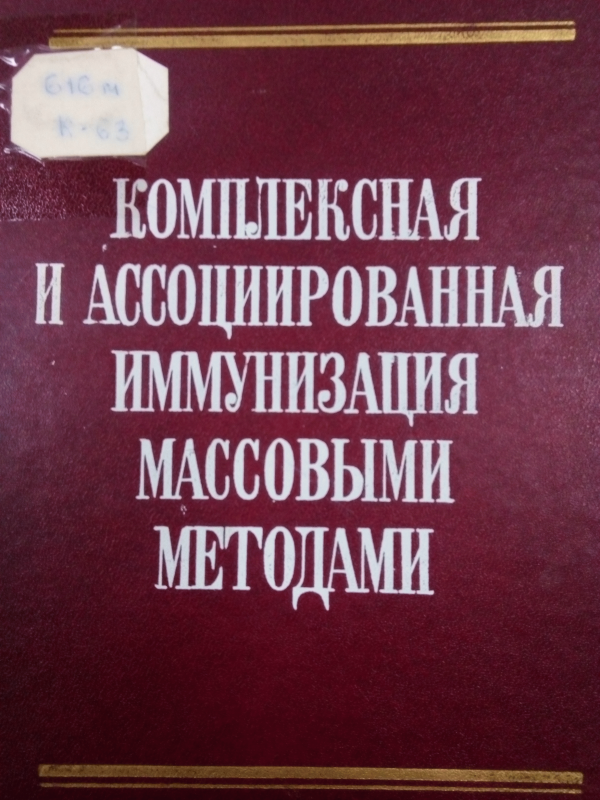 616м
К-63
КОМПЛЕКСНАЯ
И АССОЦИИРОВАННАЯ
ИММУНИЗАЦИЯ
МАССОВЫМИ
МЕТОДАМИ